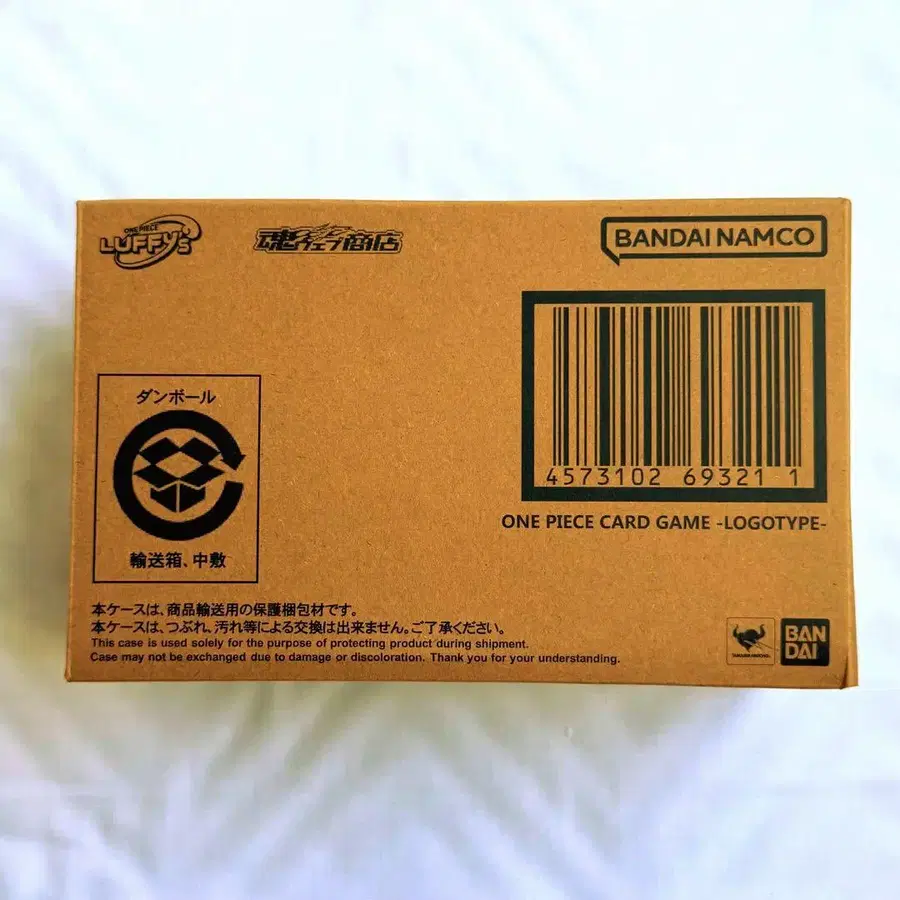 ONE PIECE
LUFFY's
魂ウェブ商店
BANDAI NAMCO
4573102 69321 1
ONE PIECE CARD GAME -LOGOTYPE-
ダンボール
輸送箱、中敷
本ケースは、商品輸送用の保護梱包材です。
本ケースは、つぶれ、汚れ等による交換は出来ません。ご了承ください。
This case is used solely for the purpose of protecting product during shipment.
Case may not be exchanged due to damage or discoloration. Thank you for your understanding.
TAMASHII NATIONS
BAN
DAI